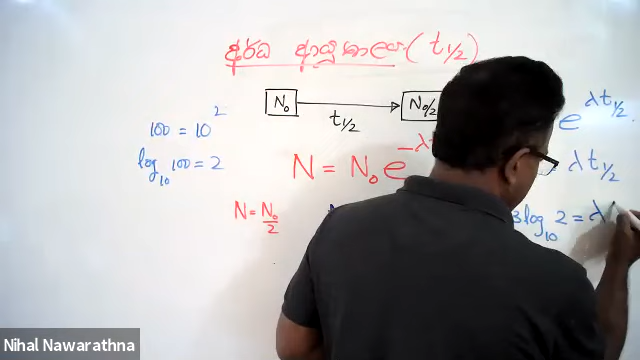 අර්ධ ආයු කාලය (t1/2)
N₀ N₀/2
t1/2
e^λt1/2
100 = 10²
log₁₀ 100 = 2
N = N₀e^-λ
= λt1/2
N = N₀/2
3log₁₀ 2 = λ
Nihal Nawarathna